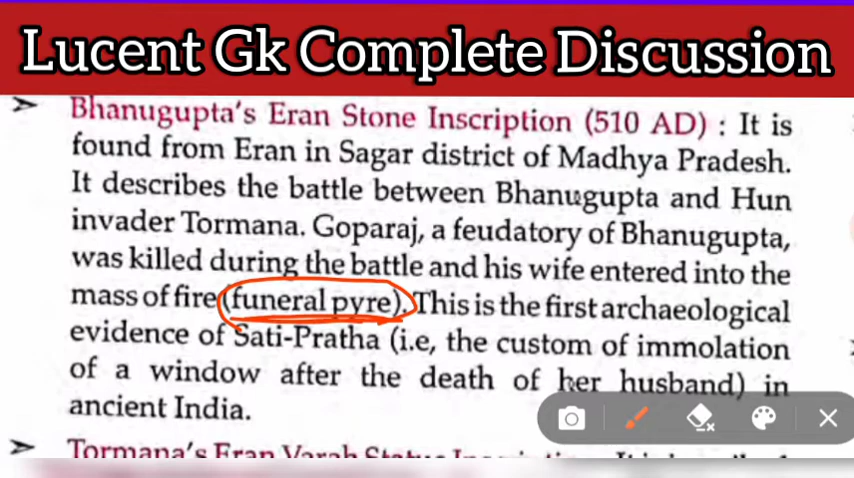 Lucent Gk Complete Discussion
➢ Bhanugupta's Eran Stone Inscription (510 AD) : It is
found from Eran in Sagar district of Madhya Pradesh.
It describes the battle between Bhanugupta and Hun
invader Tormana. Goparaj, a feudatory of Bhanugupta,
was killed during the battle and his wife entered into the
mass of fire (funeral pyre). This is the first archaeological
evidence of Sati-Pratha (i.e, the custom of immolation
of a window after the death of her husband) in
ancient India.
➢ Tormana's Eran Varah